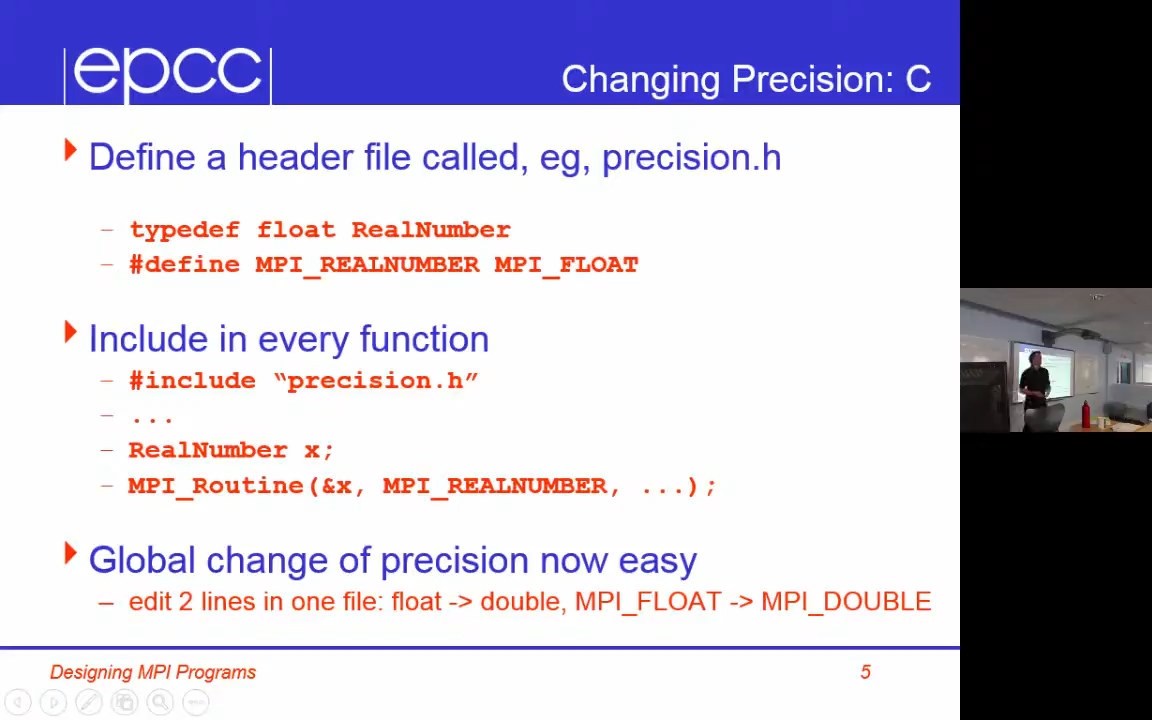 epcc
Changing Precision: C
Define a header file called, eg, precision.h
– typedef float RealNumber
– #define MPI_REALNUMBER MPI_FLOAT
Include in every function
– #include “precision.h”
– ...
– RealNumber x;
– MPI_Routine(&x, MPI_REALNUMBER, ...);
Global change of precision now easy
– edit 2 lines in one file: float -> double, MPI_FLOAT -> MPI_DOUBLE
Designing MPI Programs
5